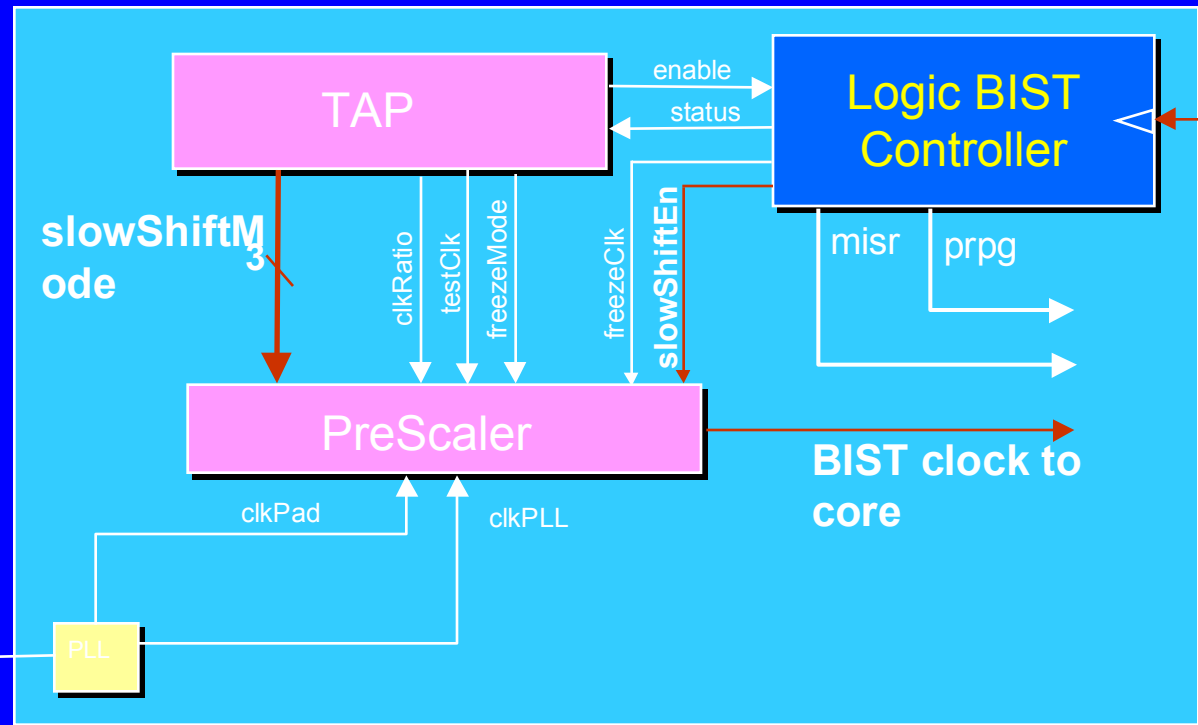 TAP
enable
status
Logic BIST
Controller
slowShiftM
ode
3
clkRatio
testClk
freezeMode
freezeClk
slowShiftEn
misr
prpg
PreScaler
BIST clock to
core
clkPad
clkPLL
PLL